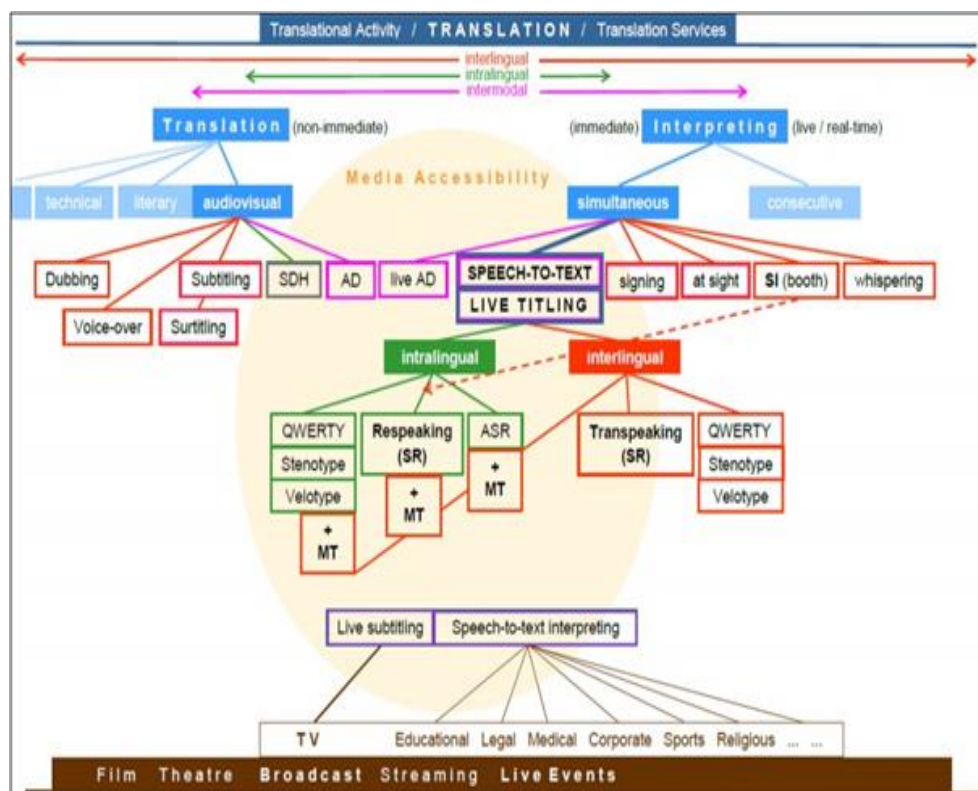 Translational Activity / TRANSLATION / Translation Services
interlingual
intralingual
intermodal
Translation (non-immediate)
(immediate) Interpreting (live / real-time)
Media Accessibility
technical
literary
audiovisual
simultaneous
consecutive
Dubbing
Voice-over
Subtitling
Surtitling
SDH
AD
live AD
SPEECH-TO-TEXT
LIVE TITLING
signing
at sight
SI (booth)
whispering
intralingual
interlingual
QWERTY
Stenotype
Velotype
+
MT
Respeaking
(SR)
+
MT
ASR
+
MT
Transpeaking
(SR)
QWERTY
Stenotype
Velotype
Live subtitling
Speech-to-text interpreting
TV Educational Legal Medical Corporate Sports Religious ... ...
Film Theatre Broadcast Streaming Live Events